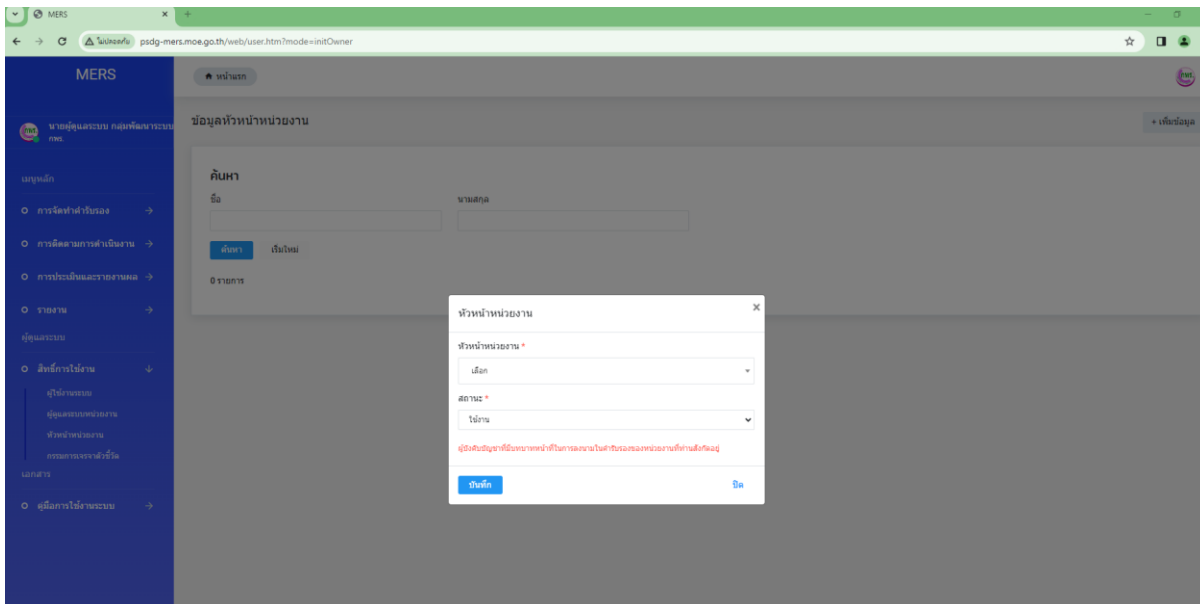 MERS
ไม่ปลอดภัย psdg-mers.moe.go.th/web/user.htm?mode=initOwner
MERS
หน้าแรก
กพร.
นายผู้ดูแลระบบ กลุ่มพัฒนาระบบ
กพร.
ข้อมูลหัวหน้าหน่วยงาน
+ เพิ่มข้อมูล
เมนูหลัก
การจัดทำคำรับรอง
การติดตามการดำเนินงาน
การประเมินและรายงานผล
รายงาน
ผู้ดูแลระบบ
สิทธิ์การใช้งาน
ผู้ใช้งานระบบ
ผู้ดูแลระบบหน่วยงาน
หัวหน้าหน่วยงาน
กรรมการเจรจาตัวชี้วัด
เอกสาร
คู่มือการใช้งานระบบ
ค้นหา
ชื่อ นามสกุล
ค้นหา เริ่มใหม่
0 รายการ
หัวหน้าหน่วยงาน ×
หัวหน้าหน่วยงาน *
เลือก
สถานะ *
ใช้งาน
ผู้บังคับบัญชาที่มีบทบาทหน้าที่ในการลงนามในคำรับรองของหน่วยงานที่ท่านสังกัดอยู่
บันทึก ปิด